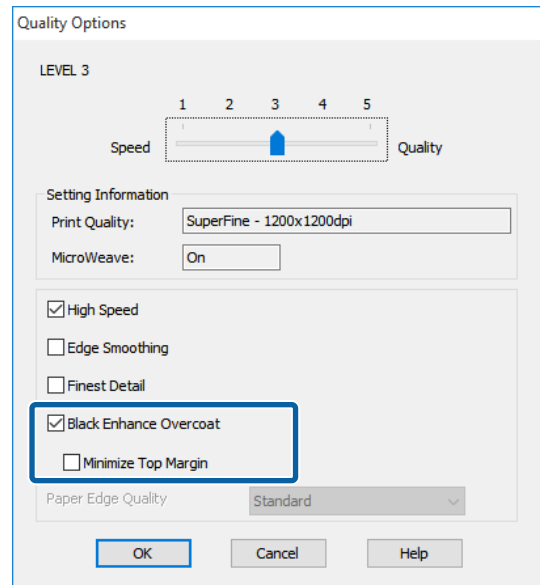 Quality Options
LEVEL 3
1 2 3 4 5
Speed Quality
Setting Information
Print Quality: SuperFine - 1200x1200dpi
MicroWeave: On
High Speed
Edge Smoothing
Finest Detail
Black Enhance Overcoat
Minimize Top Margin
Paper Edge Quality Standard
OK Cancel Help